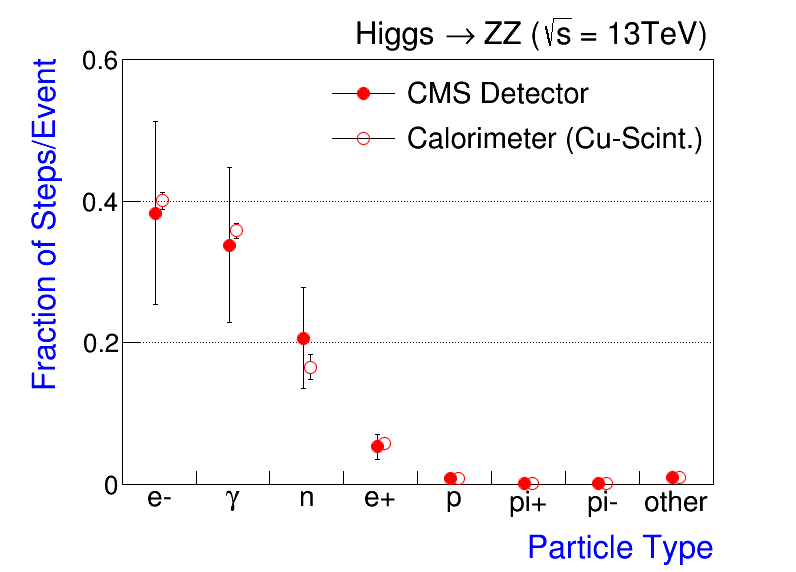 Higgs → ZZ (√s = 13TeV)
CMS Detector
Calorimeter (Cu-Scint.)
Fraction of Steps/Event
0.6
0.4
0.2
0
e- γ n e+ p pi+ pi- other
Particle Type